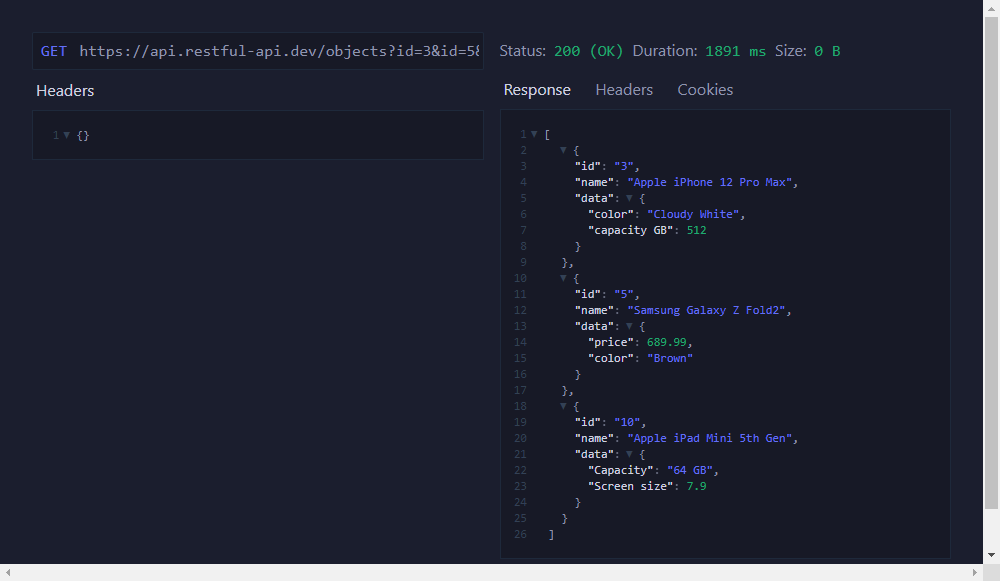 GET https://api.restful-api.dev/objects?id=3&id=5&
Status: 200 (OK) Duration: 1891 ms Size: 0 B
Headers
1 {}
Response Headers Cookies
1 [
2 {
3 "id": "3",
4 "name": "Apple iPhone 12 Pro Max",
5 "data": {
6 "color": "Cloudy White",
7 "capacity GB": 512
8 }
9 },
10 {
11 "id": "5",
12 "name": "Samsung Galaxy Z Fold2",
13 "data": {
14 "price": 689.99,
15 "color": "Brown"
16 }
17 },
18 {
19 "id": "10",
20 "name": "Apple iPad Mini 5th Gen",
21 "data": {
22 "Capacity": "64 GB",
23 "Screen size": 7.9
24 }
25 }
26 ]